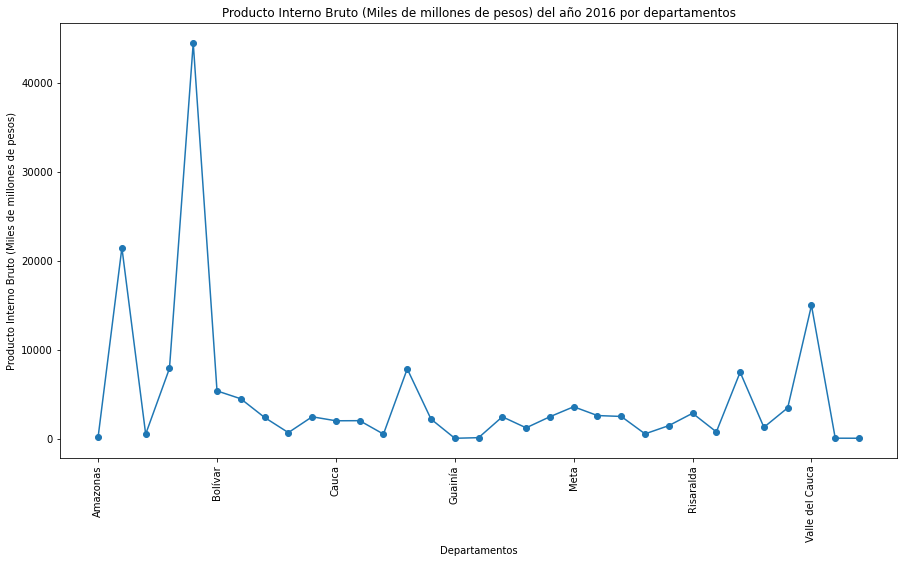 Producto Interno Bruto (Miles de millones de pesos) del año 2016 por departamentos
Producto Interno Bruto (Miles de millones de pesos)
40000
30000
20000
10000
0
Amazonas
Bolívar
Cauca
Guainía
Meta
Risaralda
Valle del Cauca
Departamentos